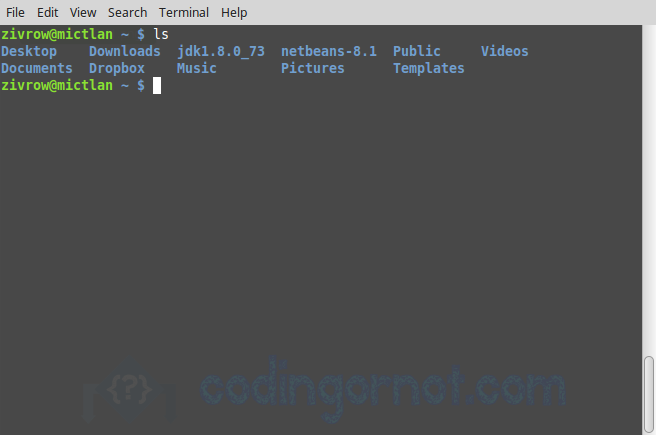 File Edit View Search Terminal Help
zivrow@mictlan ~ $ ls
Desktop Downloads jdk1.8.0_73 netbeans-8.1 Public Videos
Documents Dropbox Music Pictures Templates
zivrow@mictlan ~ $
{?} codingornot.com